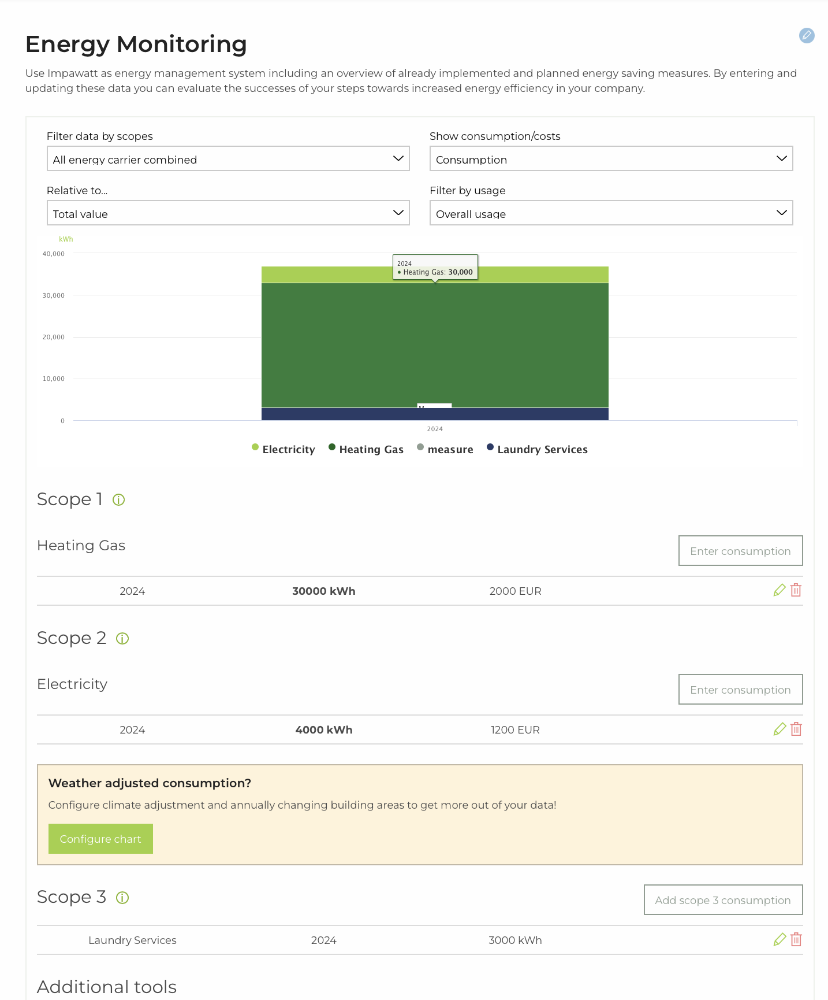 Energy Monitoring
Use Impawatt as energy management system including an overview of already implemented and planned energy saving measures. By entering and
updating these data you can evaluate the successes of your steps towards increased energy efficiency in your company.
Filter data by scopes
Show consumption/costs
All energy carrier combined
Consumption
Relative to...
Filter by usage
Total value
Overall usage
kWh
40,000
2024
• Heating Gas: 30,000
30,000
20,000
10,000
0
2024
Electricity
Heating Gas
measure
Laundry Services
Scope 1
Heating Gas
Enter consumption
2024 30000 kWh 2000 EUR
Scope 2
Electricity
Enter consumption
2024 4000 kWh 1200 EUR
Weather adjusted consumption?
Configure climate adjustment and annually changing building areas to get more out of your data!
Configure chart
Scope 3
Add scope 3 consumption
Laundry Services 2024 3000 kWh
Additional tools